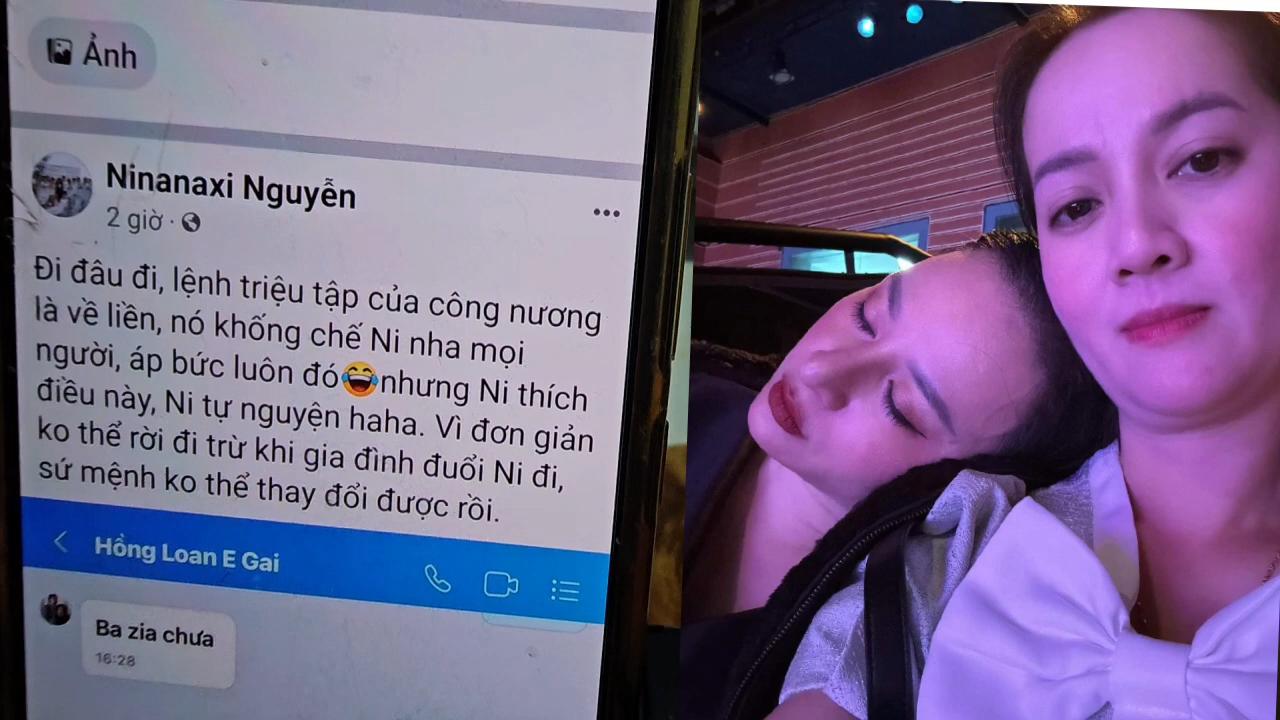 Ảnh
Ninanaxi Nguyễn
2 giờ
Đi đâu đi, lệnh triệu tập của công nương
là về liền, nó khống chế Ni nha mọi
người, áp bức luôn đó😂nhưng Ni thích
điều này, Ni tự nguyện haha. Vì đơn giản
ko thể rời đi trừ khi gia đình đuổi Ni đi,
sứ mệnh ko thể thay đổi được rồi.
Hồng Loan E Gai
Ba zia chưa
16:28